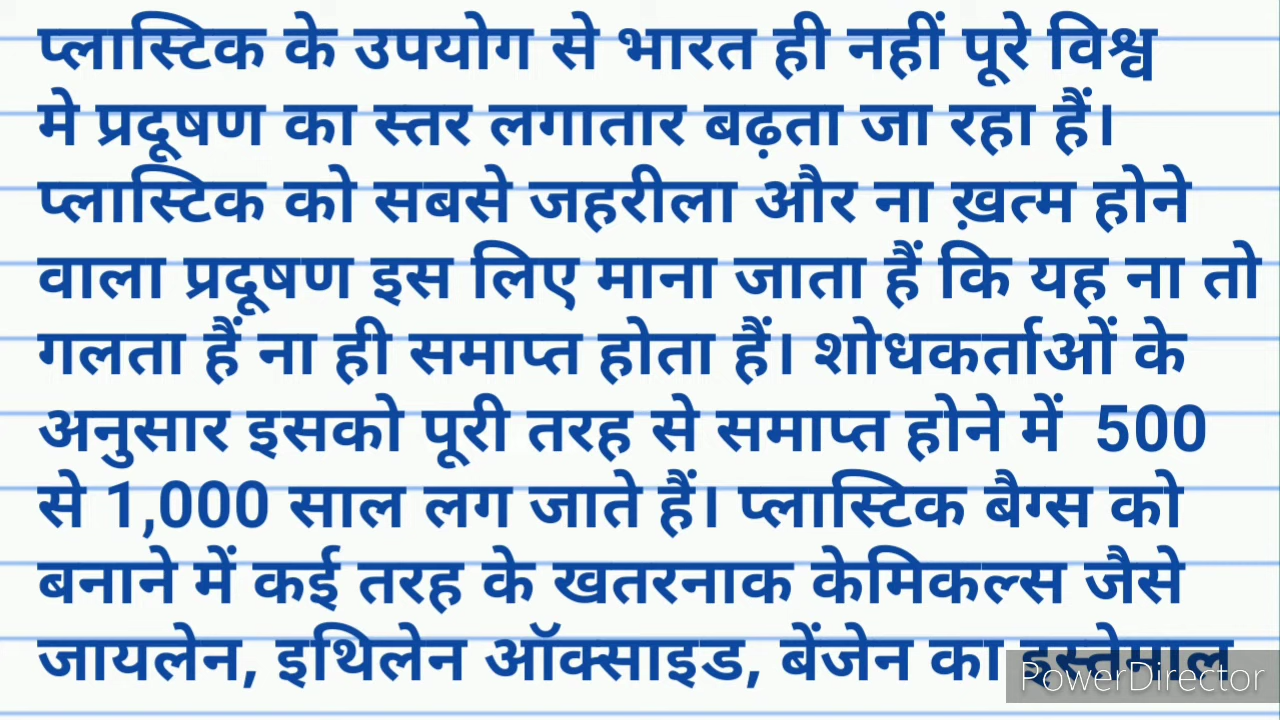 प्लास्टिक के उपयोग से भारत ही नहीं पूरे विश्व
मे प्रदूषण का स्तर लगातार बढ़ता जा रहा हैं।
प्लास्टिक को सबसे जहरीला और ना ख़त्म होने
वाला प्रदूषण इस लिए माना जाता हैं कि यह ना तो
गलता हैं ना ही समाप्त होता हैं। शोधकर्ताओं के
अनुसार इसको पूरी तरह से समाप्त होने में 500
से 1,000 साल लग जाते हैं। प्लास्टिक बैग्स को
बनाने में कई तरह के खतरनाक केमिकल्स जैसे
जायलेन, इथिलेन ऑक्साइड, बेंजेन का इस्तेमाल
PowerDirector